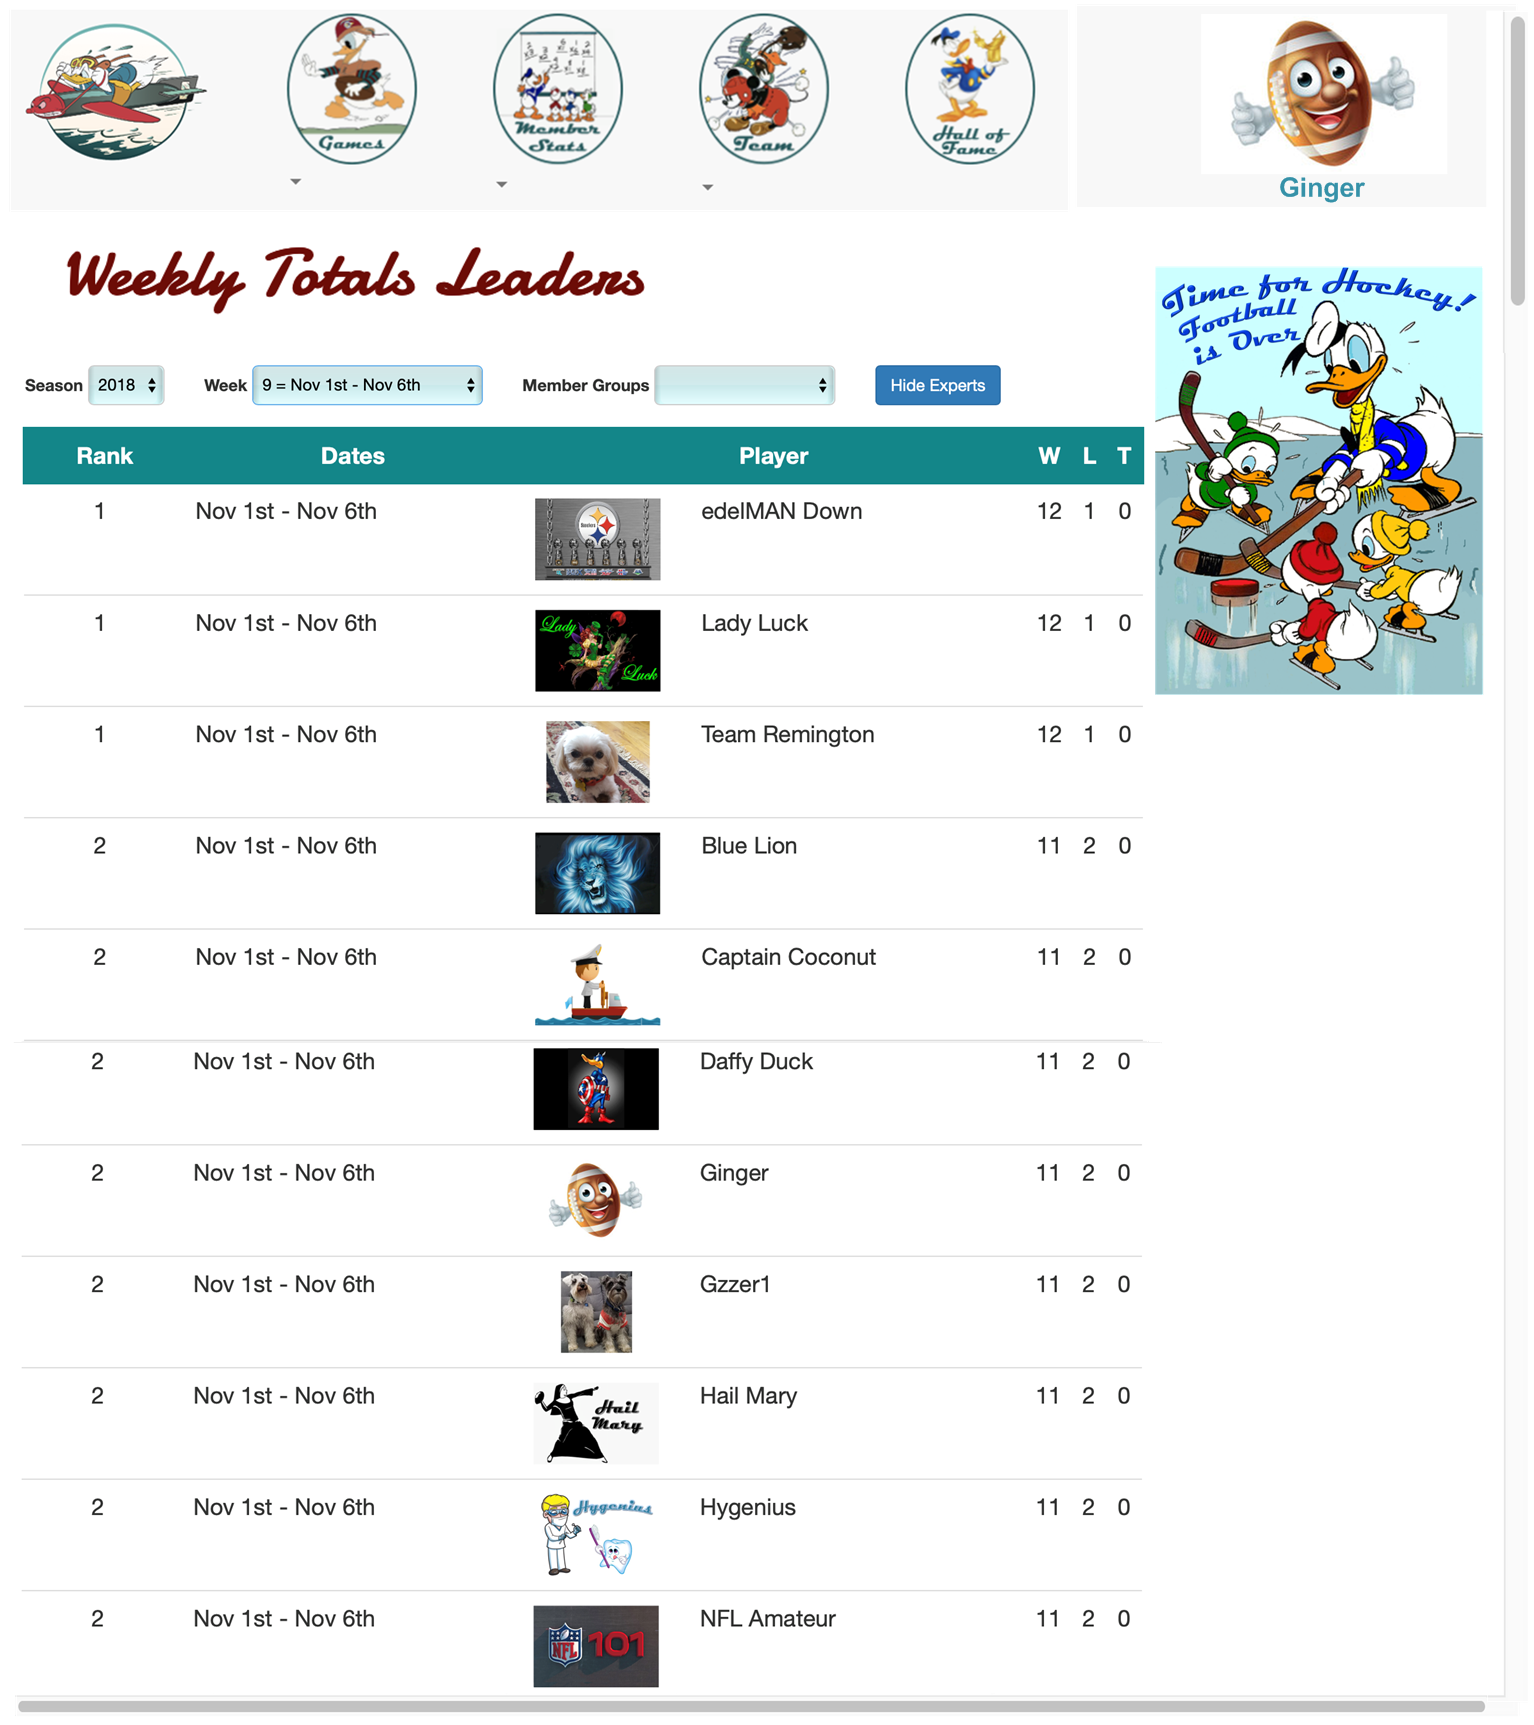 Games
Member
Stats
Team
Hall of
Fame
Ginger
Weekly Totals Leaders
Time for Hockey!
Football
is Over
Season 2018 Week 9 = Nov 1st - Nov 6th Member Groups Hide Experts
Rank Dates Player W L T
1 Nov 1st - Nov 6th edelMAN Down 12 1 0
1 Nov 1st - Nov 6th Lady Luck Lady Luck 12 1 0
1 Nov 1st - Nov 6th Team Remington 12 1 0
2 Nov 1st - Nov 6th Blue Lion 11 2 0
2 Nov 1st - Nov 6th Captain Coconut 11 2 0
2 Nov 1st - Nov 6th Daffy Duck 11 2 0
2 Nov 1st - Nov 6th Ginger 11 2 0
2 Nov 1st - Nov 6th Gzzer1 11 2 0
2 Nov 1st - Nov 6th Hail Mary Hail Mary 11 2 0
2 Nov 1st - Nov 6th Hygenius Hygenius 11 2 0
2 Nov 1st - Nov 6th NFL 101 NFL Amateur 11 2 0